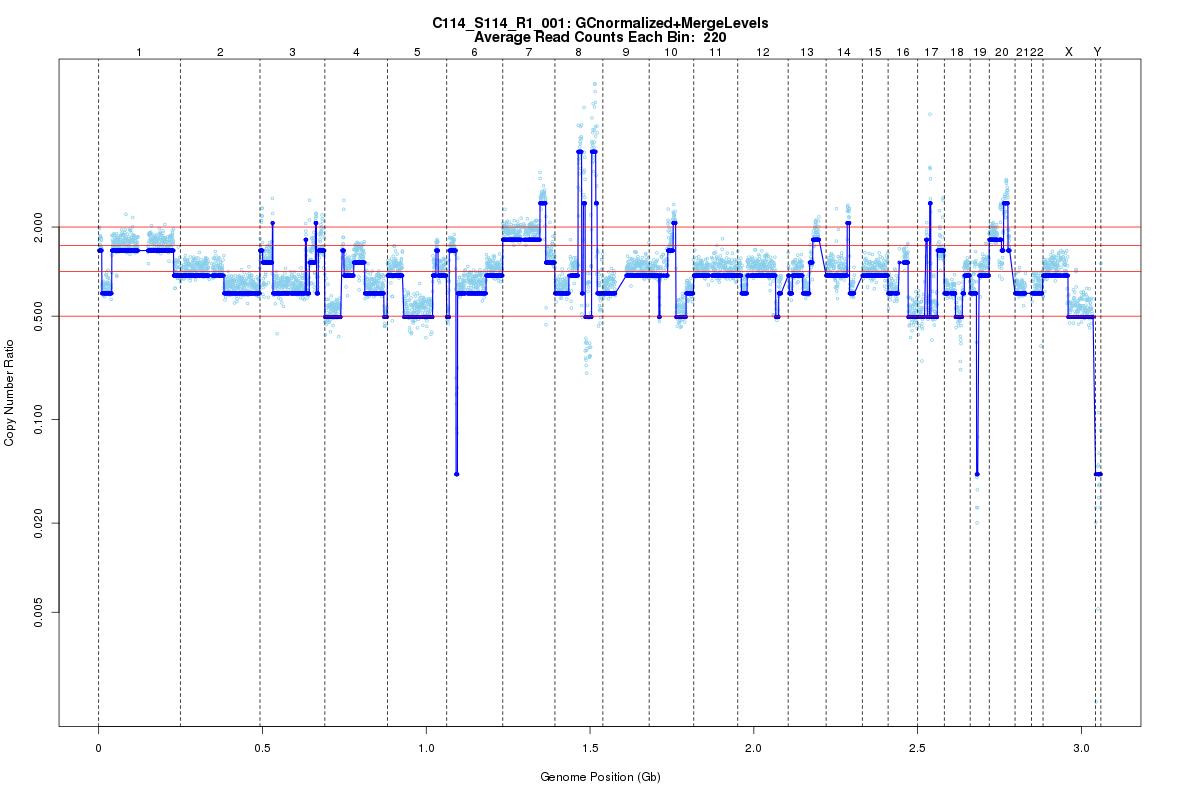 C114_S114_R1_001: GCnormalized+MergeLevels
Average Read Counts Each Bin: 220
1 2 3 4 5 6 7 8 9 10 11 12 13 14 15 16 17 18 19 20 21 22 X Y
2.000
0.500
0.100
0.020
0.005
Copy Number Ratio
0 0.5 1.0 1.5 2.0 2.5 3.0
Genome Position (Gb)